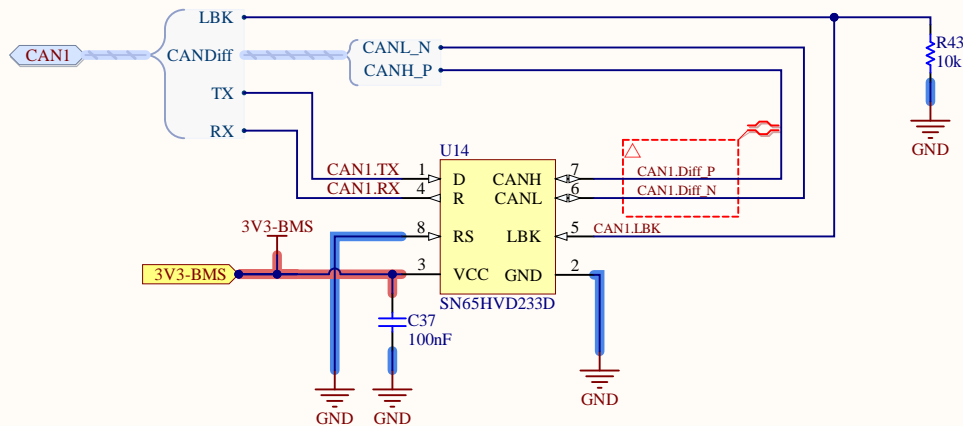 LBK
CAN1
CANDiff
CANL_N
CANH_P
R43
10k
TX
RX
GND
U14
CAN1.TX
1
D
CANH
7
CAN1.Diff_P
CAN1.RX
4
R
CANL
6
CAN1.Diff_N
3V3-BMS
8
RS
LBK
5
CAN1.LBK
3V3-BMS
3
VCC
GND
2
SN65HVD233D
C37
100nF
GND
GND
GND